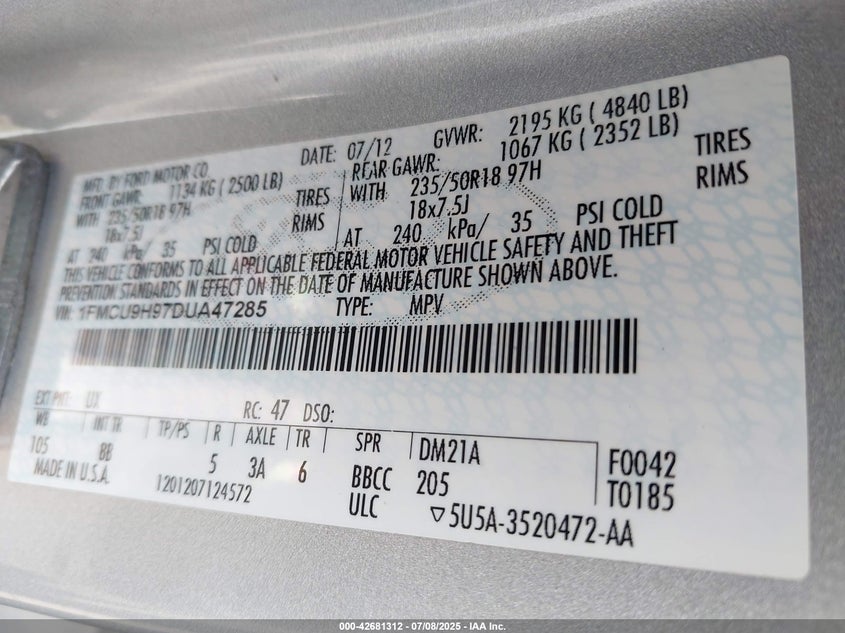 DATE: 07/12 GVWR: 2195 KG ( 4840 LB)
MFD. BY FORD MOTOR CO.
FRONT GAWR: 1134 KG ( 2500 LB)
WITH 235/50R18 97H TIRES
18x7.5J RIMS
AT 240 kPa/ 35 PSI COLD
REAR GAWR: 1067 KG ( 2352 LB)
WITH 235/50R18 97H TIRES
18x7.5J RIMS
AT 240 kPa/ 35 PSI COLD
THIS VEHICLE CONFORMS TO ALL APPLICABLE FEDERAL MOTOR VEHICLE SAFETY AND THEFT
PREVENTION STANDARDS IN EFFECT ON THE DATE OF MANUFACTURE SHOWN ABOVE.
VIN: 1FMCU9H97DUA47285 TYPE: MPV
EXT PNT: UX RC: 47 DSO:
WB INT TR TP/PS R AXLE TR SPR DM21A
105 BB 5 3A 6 BBCC 205 F0042
MADE IN U.S.A. 1201207124572 ULC T0185
▽5U5A-3520472-AA
000-42681312 - 07/08/2025 - IAA Inc.